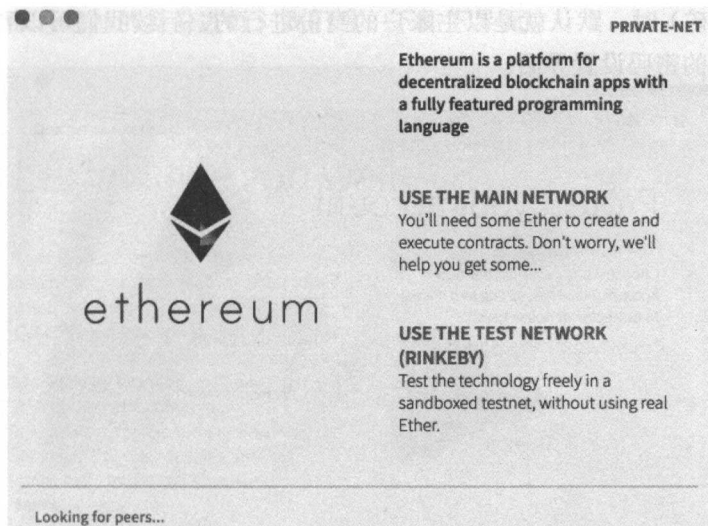 PRIVATE-NET
Ethereum is a platform for
decentralized blockchain apps with
a fully featured programming
language
USE THE MAIN NETWORK
You'll need some Ether to create and
execute contracts. Don't worry, we'll
help you get some...
ethereum
USE THE TEST NETWORK
(RINKEBY)
Test the technology freely in a
sandboxed testnet, without using real
Ether.
Looking for peers...